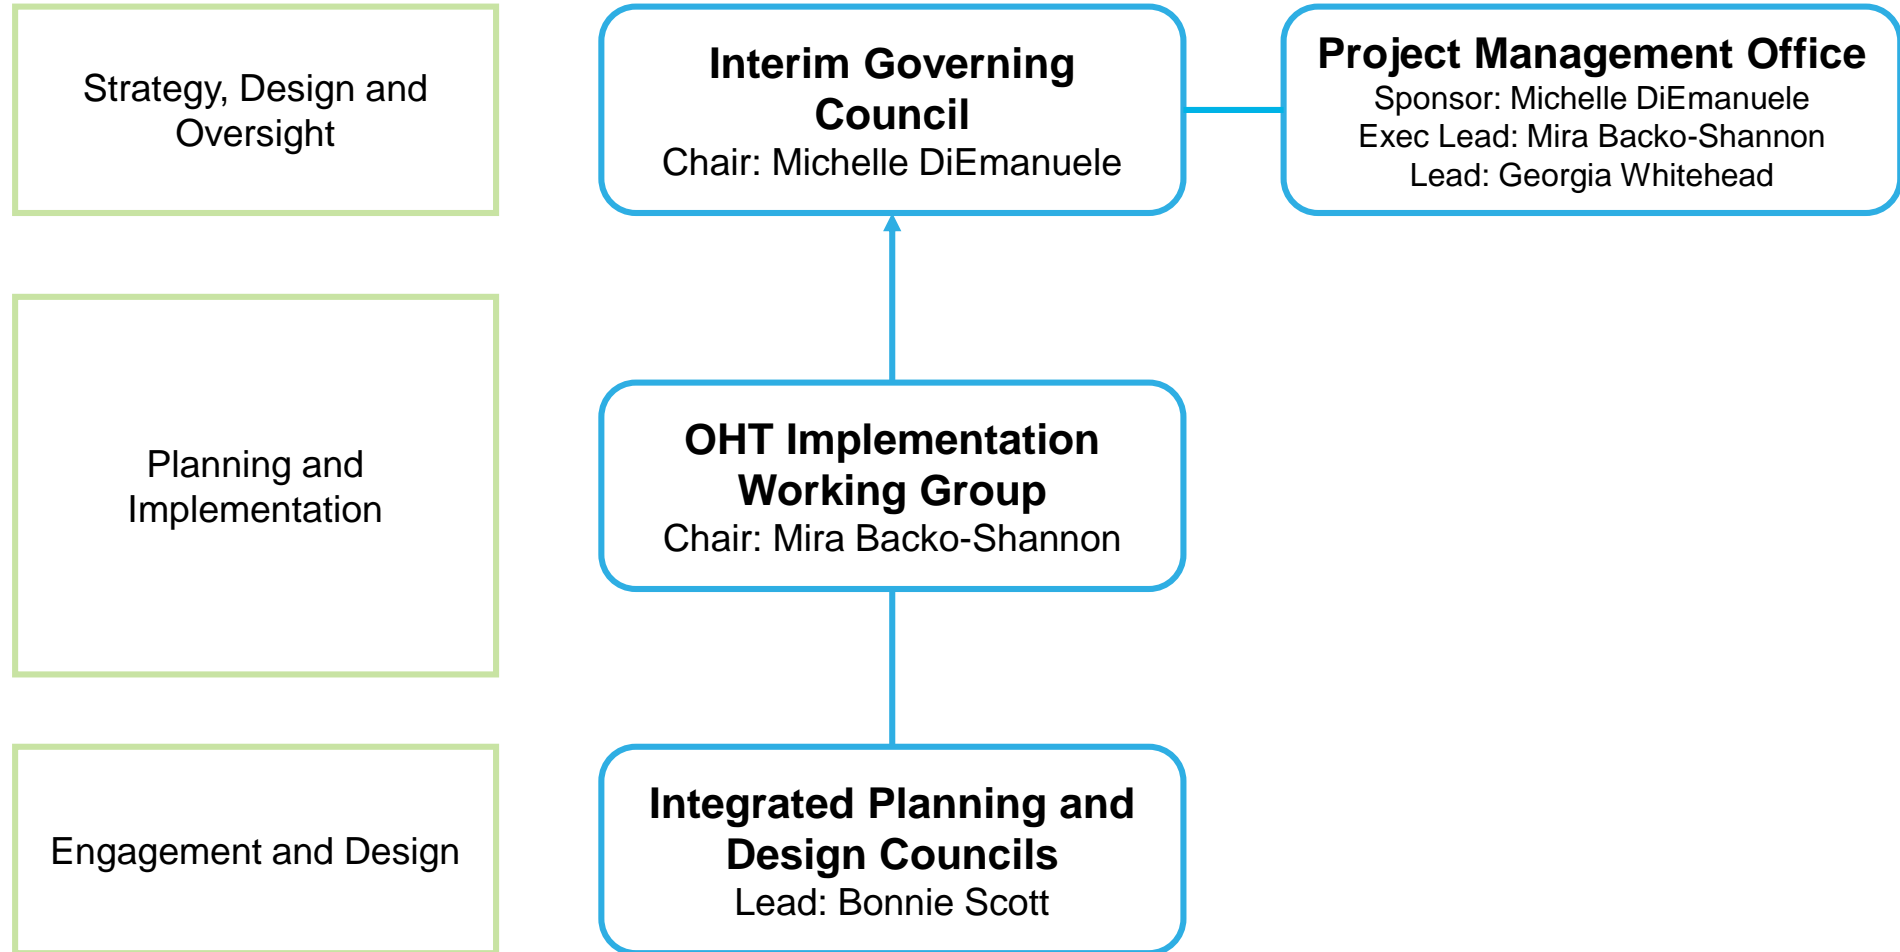 Strategy, Design and
Oversight
Interim Governing
Council
Chair: Michelle DiEmanuele
Project Management Office
Sponsor: Michelle DiEmanuele
Exec Lead: Mira Backo-Shannon
Lead: Georgia Whitehead
Planning and
Implementation
OHT Implementation
Working Group
Chair: Mira Backo-Shannon
Engagement and Design
Integrated Planning and
Design Councils
Lead: Bonnie Scott